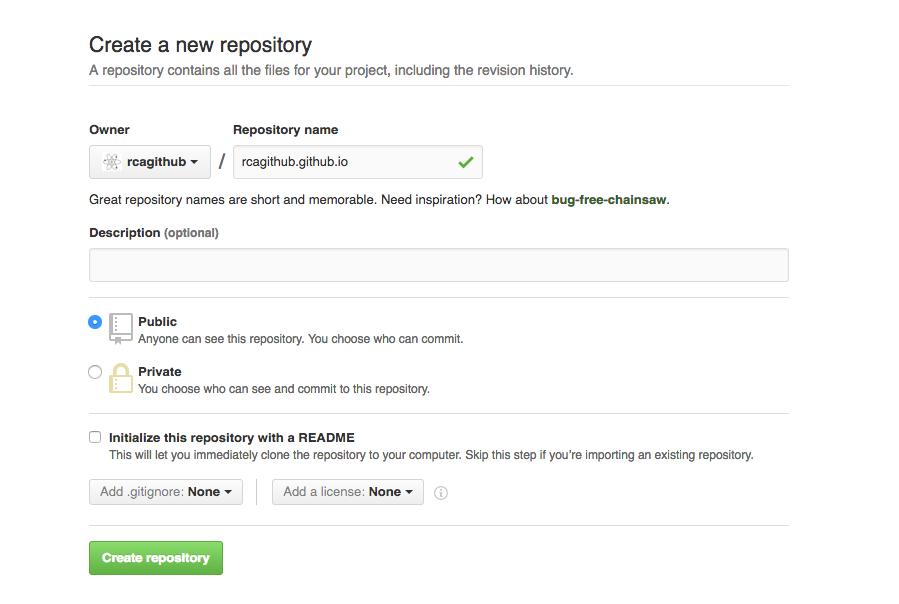 Create a new repository
A repository contains all the files for your project, including the revision history.
Owner
Repository name
rcagithub / rcagithub.github.io
Great repository names are short and memorable. Need inspiration? How about bug-free-chainsaw.
Description (optional)
Public
Anyone can see this repository. You choose who can commit.
Private
You choose who can see and commit to this repository.
Initialize this repository with a README
This will let you immediately clone the repository to your computer. Skip this step if you’re importing an existing repository.
Add .gitignore: None
Add a license: None
Create repository